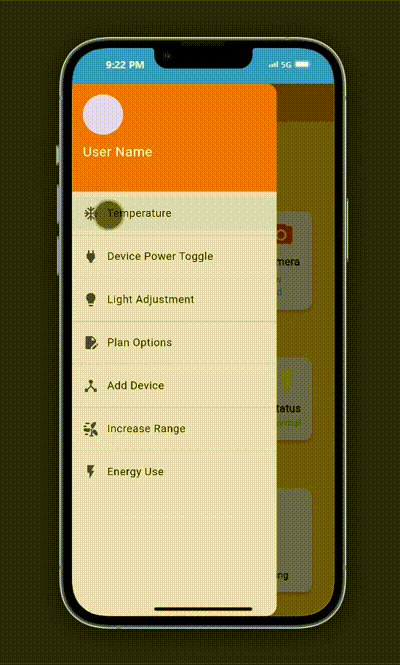 9:22 PM
5G
User Name
Temperature
mera
Device Power Toggle
Light Adjustment
Plan Options
Add Device
tatus
Increase Range
Energy Use
ng